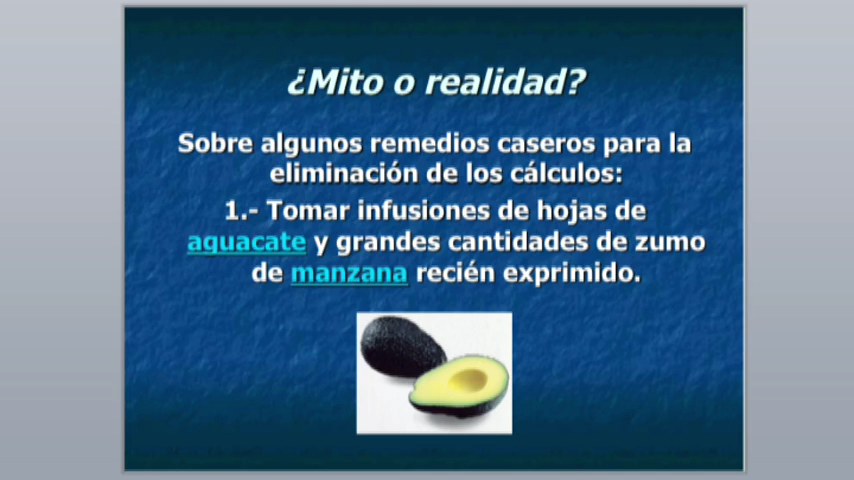 ¿Mito o realidad?
Sobre algunos remedios caseros para la
eliminación de los cálculos:
1.- Tomar infusiones de hojas de
aguacate y grandes cantidades de zumo
de manzana recién exprimido.